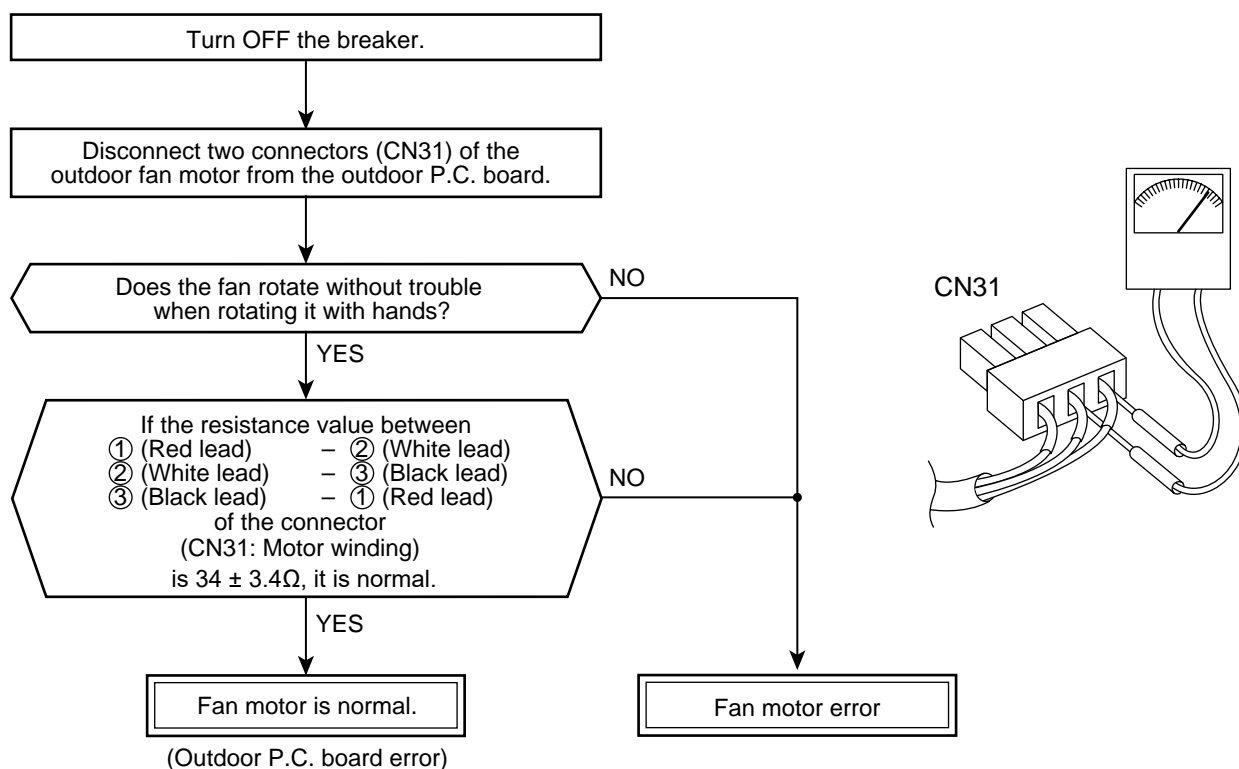 Turn OFF the breaker.
Disconnect two connectors (CN31) of the
outdoor fan motor from the outdoor P.C. board.
Does the fan rotate without trouble
when rotating it with hands?
NO
YES
CN31
If the resistance value between
① (Red lead) – ② (White lead)
② (White lead) – ③ (Black lead)
③ (Black lead) – ① (Red lead)
of the connector
(CN31: Motor winding)
is 34 ± 3.4Ω, it is normal.
NO
YES
Fan motor is normal.
Fan motor error
(Outdoor P.C. board error)